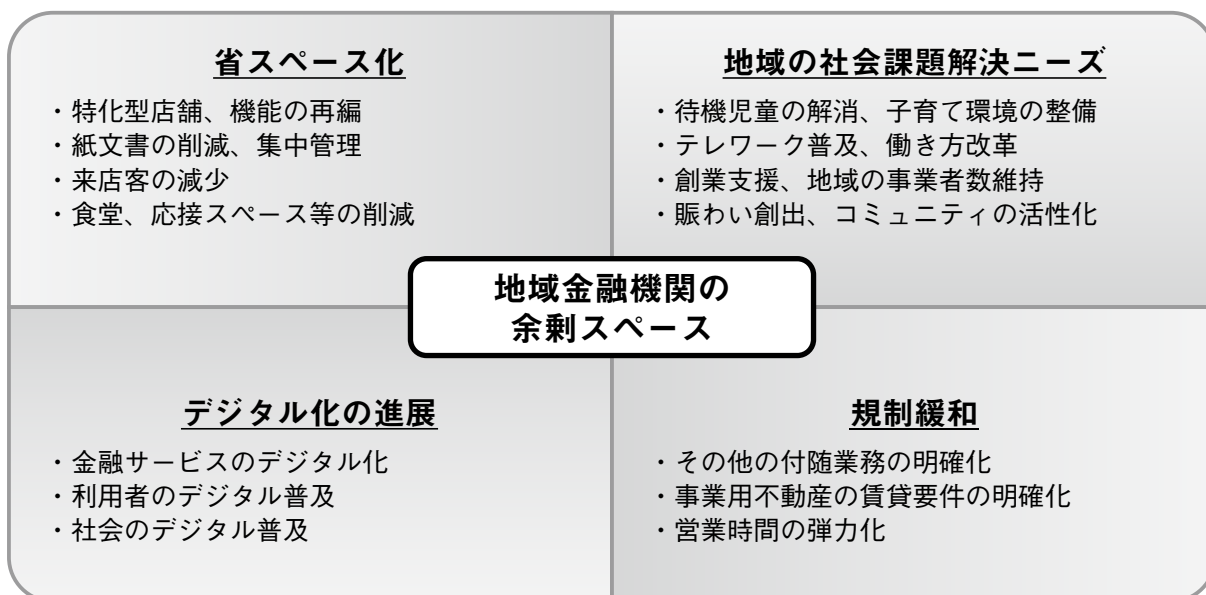 省スペース化
・特化型店舗、機能の再編
・紙文書の削減、集中管理
・来店客の減少
・食堂、応接スペース等の削減
地域の社会課題解決ニーズ
・待機児童の解消、子育て環境の整備
・テレワーク普及、働き方改革
・創業支援、地域の事業者数維持
・賑わい創出、コミュニティの活性化
地域金融機関の
余剰スペース
デジタル化の進展
・金融サービスのデジタル化
・利用者のデジタル普及
・社会のデジタル普及
規制緩和
・その他の付随業務の明確化
・事業用不動産の賃貸要件の明確化
・営業時間の弾力化